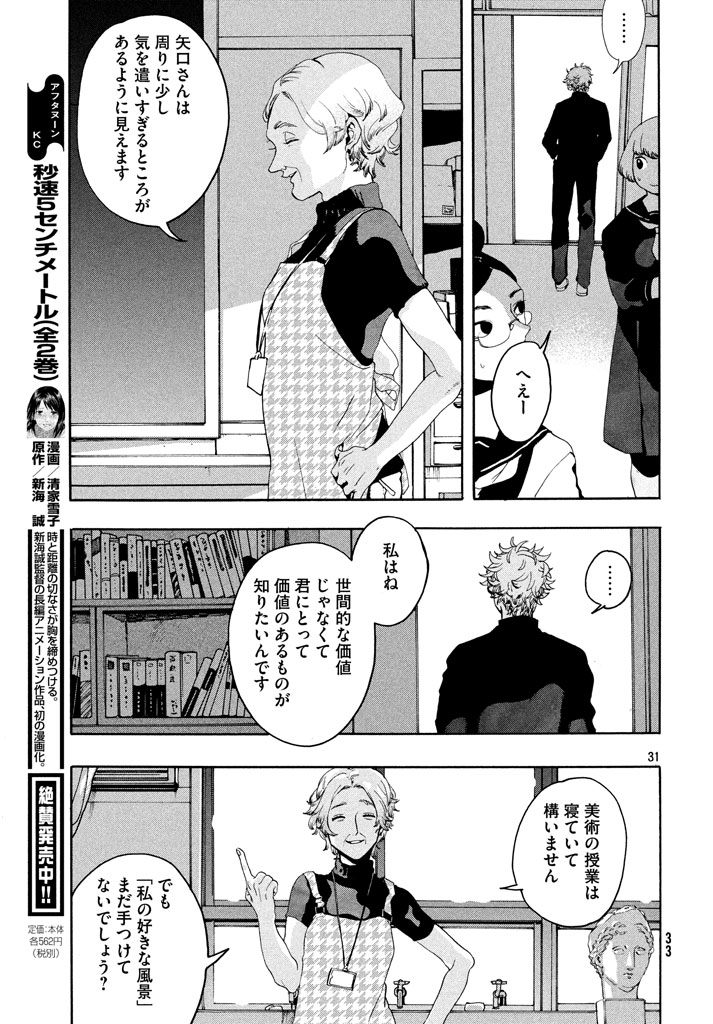 ……
へぇー
矢口さんは
周りに少し
気を遣いすぎるところが
あるように見えます
……
私はね
世間的な価値
じゃなくて
君にとって
価値のあるものが
知りたいんです
31
美術の授業は
寝ていて
構いません
でも
「私の好きな風景」
まだ手つけて
ないでしょう?
33
アフタヌーン
KC
秒速5センチメートル(全2巻)
漫画/清家雪子
原作/新海 誠
時と距離の切なさが胸を締めつける。
新海誠監督の長編アニメーション作品、初の漫画化。
絶賛発売中!!
定価:本体
各562円
(税別)